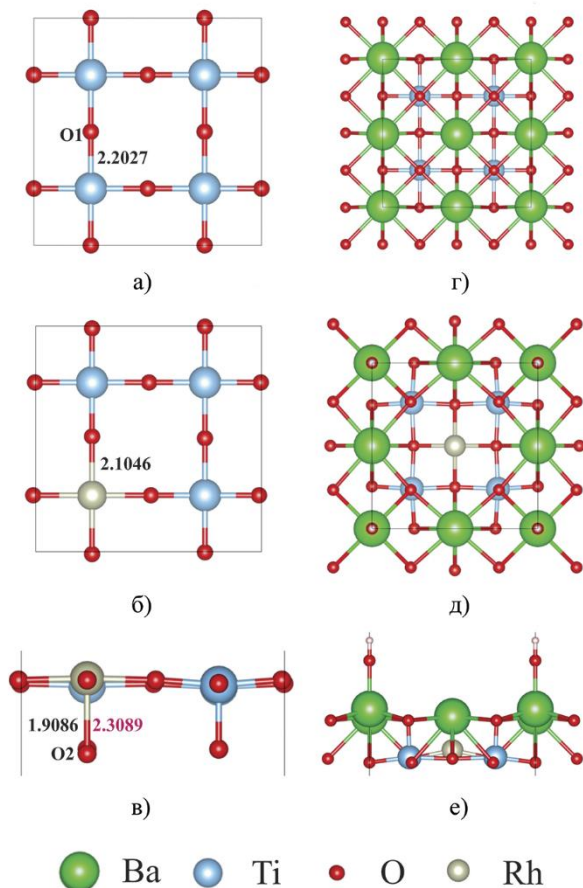 O1
2.2027
а)
г)
2.1046
б)
д)
1.9086 2.3089
O2
в)
е)
Ba Ti O Rh